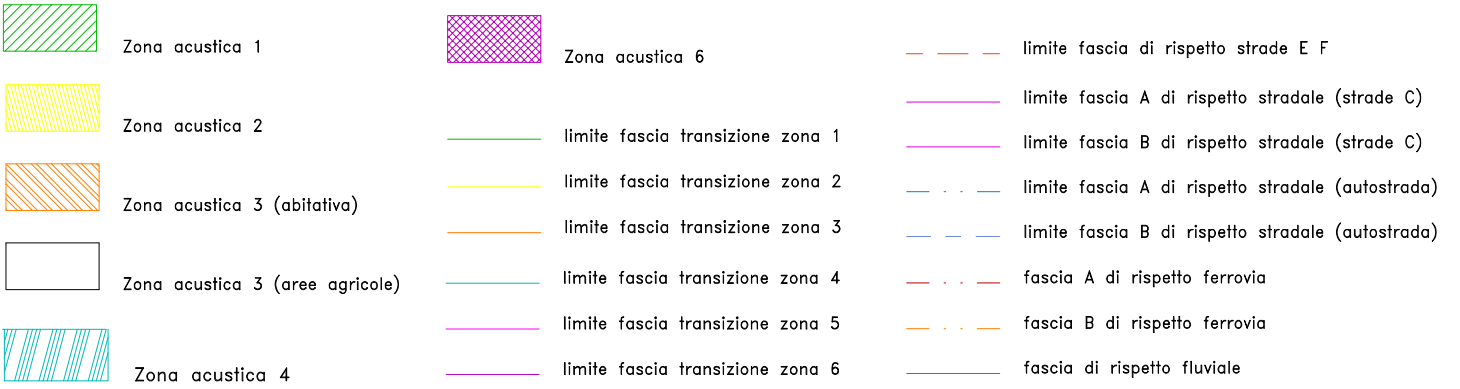 Zona acustica 1
Zona acustica 2
Zona acustica 3 (abitativa)
Zona acustica 3 (aree agricole)
Zona acustica 4
Zona acustica 6
limite fascia transizione zona 1
limite fascia transizione zona 2
limite fascia transizione zona 3
limite fascia transizione zona 4
limite fascia transizione zona 5
limite fascia transizione zona 6
limite fascia di rispetto strade E F
limite fascia A di rispetto stradale (strade C)
limite fascia B di rispetto stradale (strade C)
limite fascia A di rispetto stradale (autostrada)
limite fascia B di rispetto stradale (autostrada)
fascia A di rispetto ferrovia
fascia B di rispetto ferrovia
fascia di rispetto fluviale